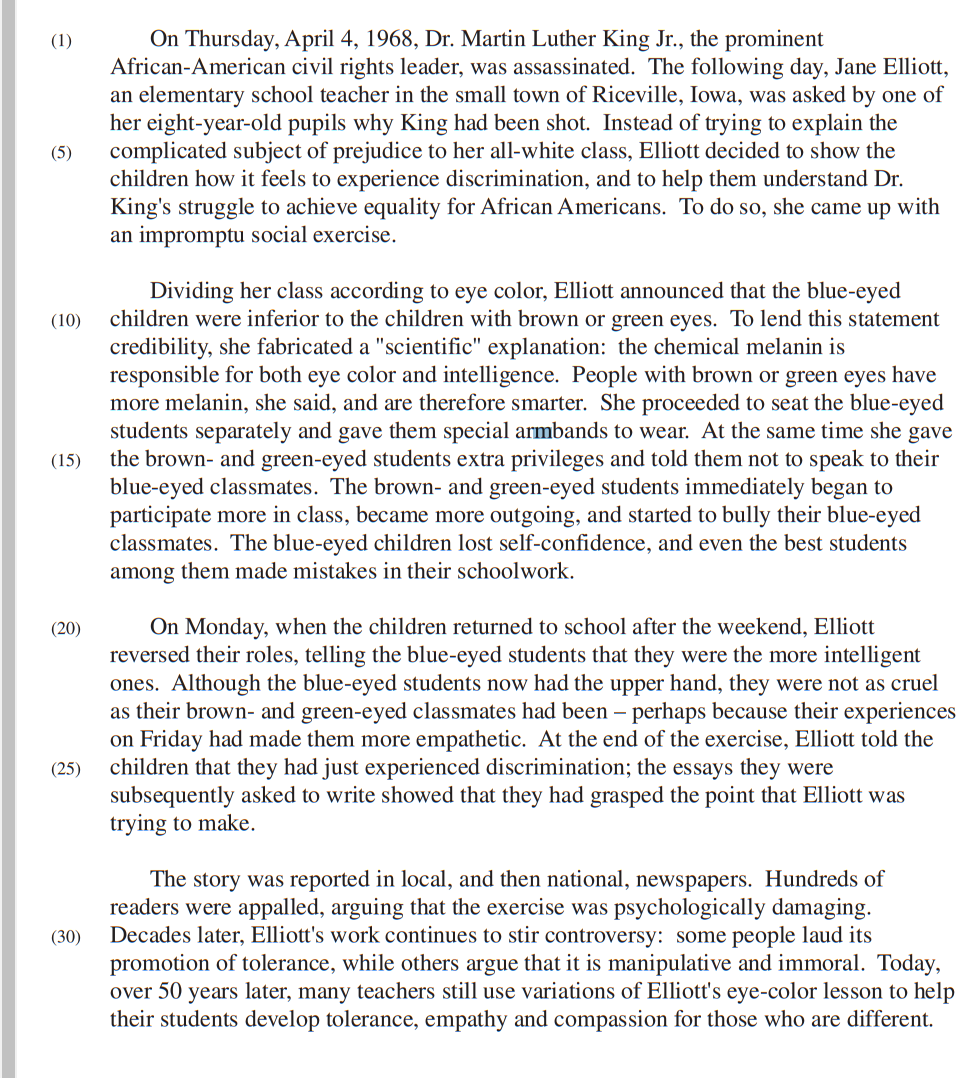 (1) On Thursday, April 4, 1968, Dr. Martin Luther King Jr., the prominent
African-American civil rights leader, was assassinated. The following day, Jane Elliott,
an elementary school teacher in the small town of Riceville, Iowa, was asked by one of
her eight-year-old pupils why King had been shot. Instead of trying to explain the
(5) complicated subject of prejudice to her all-white class, Elliott decided to show the
children how it feels to experience discrimination, and to help them understand Dr.
King's struggle to achieve equality for African Americans. To do so, she came up with
an impromptu social exercise.
Dividing her class according to eye color, Elliott announced that the blue-eyed
(10) children were inferior to the children with brown or green eyes. To lend this statement
credibility, she fabricated a "scientific" explanation: the chemical melanin is
responsible for both eye color and intelligence. People with brown or green eyes have
more melanin, she said, and are therefore smarter. She proceeded to seat the blue-eyed
students separately and gave them special armbands to wear. At the same time she gave
(15) the brown- and green-eyed students extra privileges and told them not to speak to their
blue-eyed classmates. The brown- and green-eyed students immediately began to
participate more in class, became more outgoing, and started to bully their blue-eyed
classmates. The blue-eyed children lost self-confidence, and even the best students
among them made mistakes in their schoolwork.
(20) On Monday, when the children returned to school after the weekend, Elliott
reversed their roles, telling the blue-eyed students that they were the more intelligent
ones. Although the blue-eyed students now had the upper hand, they were not as cruel
as their brown- and green-eyed classmates had been – perhaps because their experiences
on Friday had made them more empathetic. At the end of the exercise, Elliott told the
(25) children that they had just experienced discrimination; the essays they were
subsequently asked to write showed that they had grasped the point that Elliott was
trying to make.
The story was reported in local, and then national, newspapers. Hundreds of
readers were appalled, arguing that the exercise was psychologically damaging.
(30) Decades later, Elliott's work continues to stir controversy: some people laud its
promotion of tolerance, while others argue that it is manipulative and immoral. Today,
over 50 years later, many teachers still use variations of Elliott's eye-color lesson to help
their students develop tolerance, empathy and compassion for those who are different.